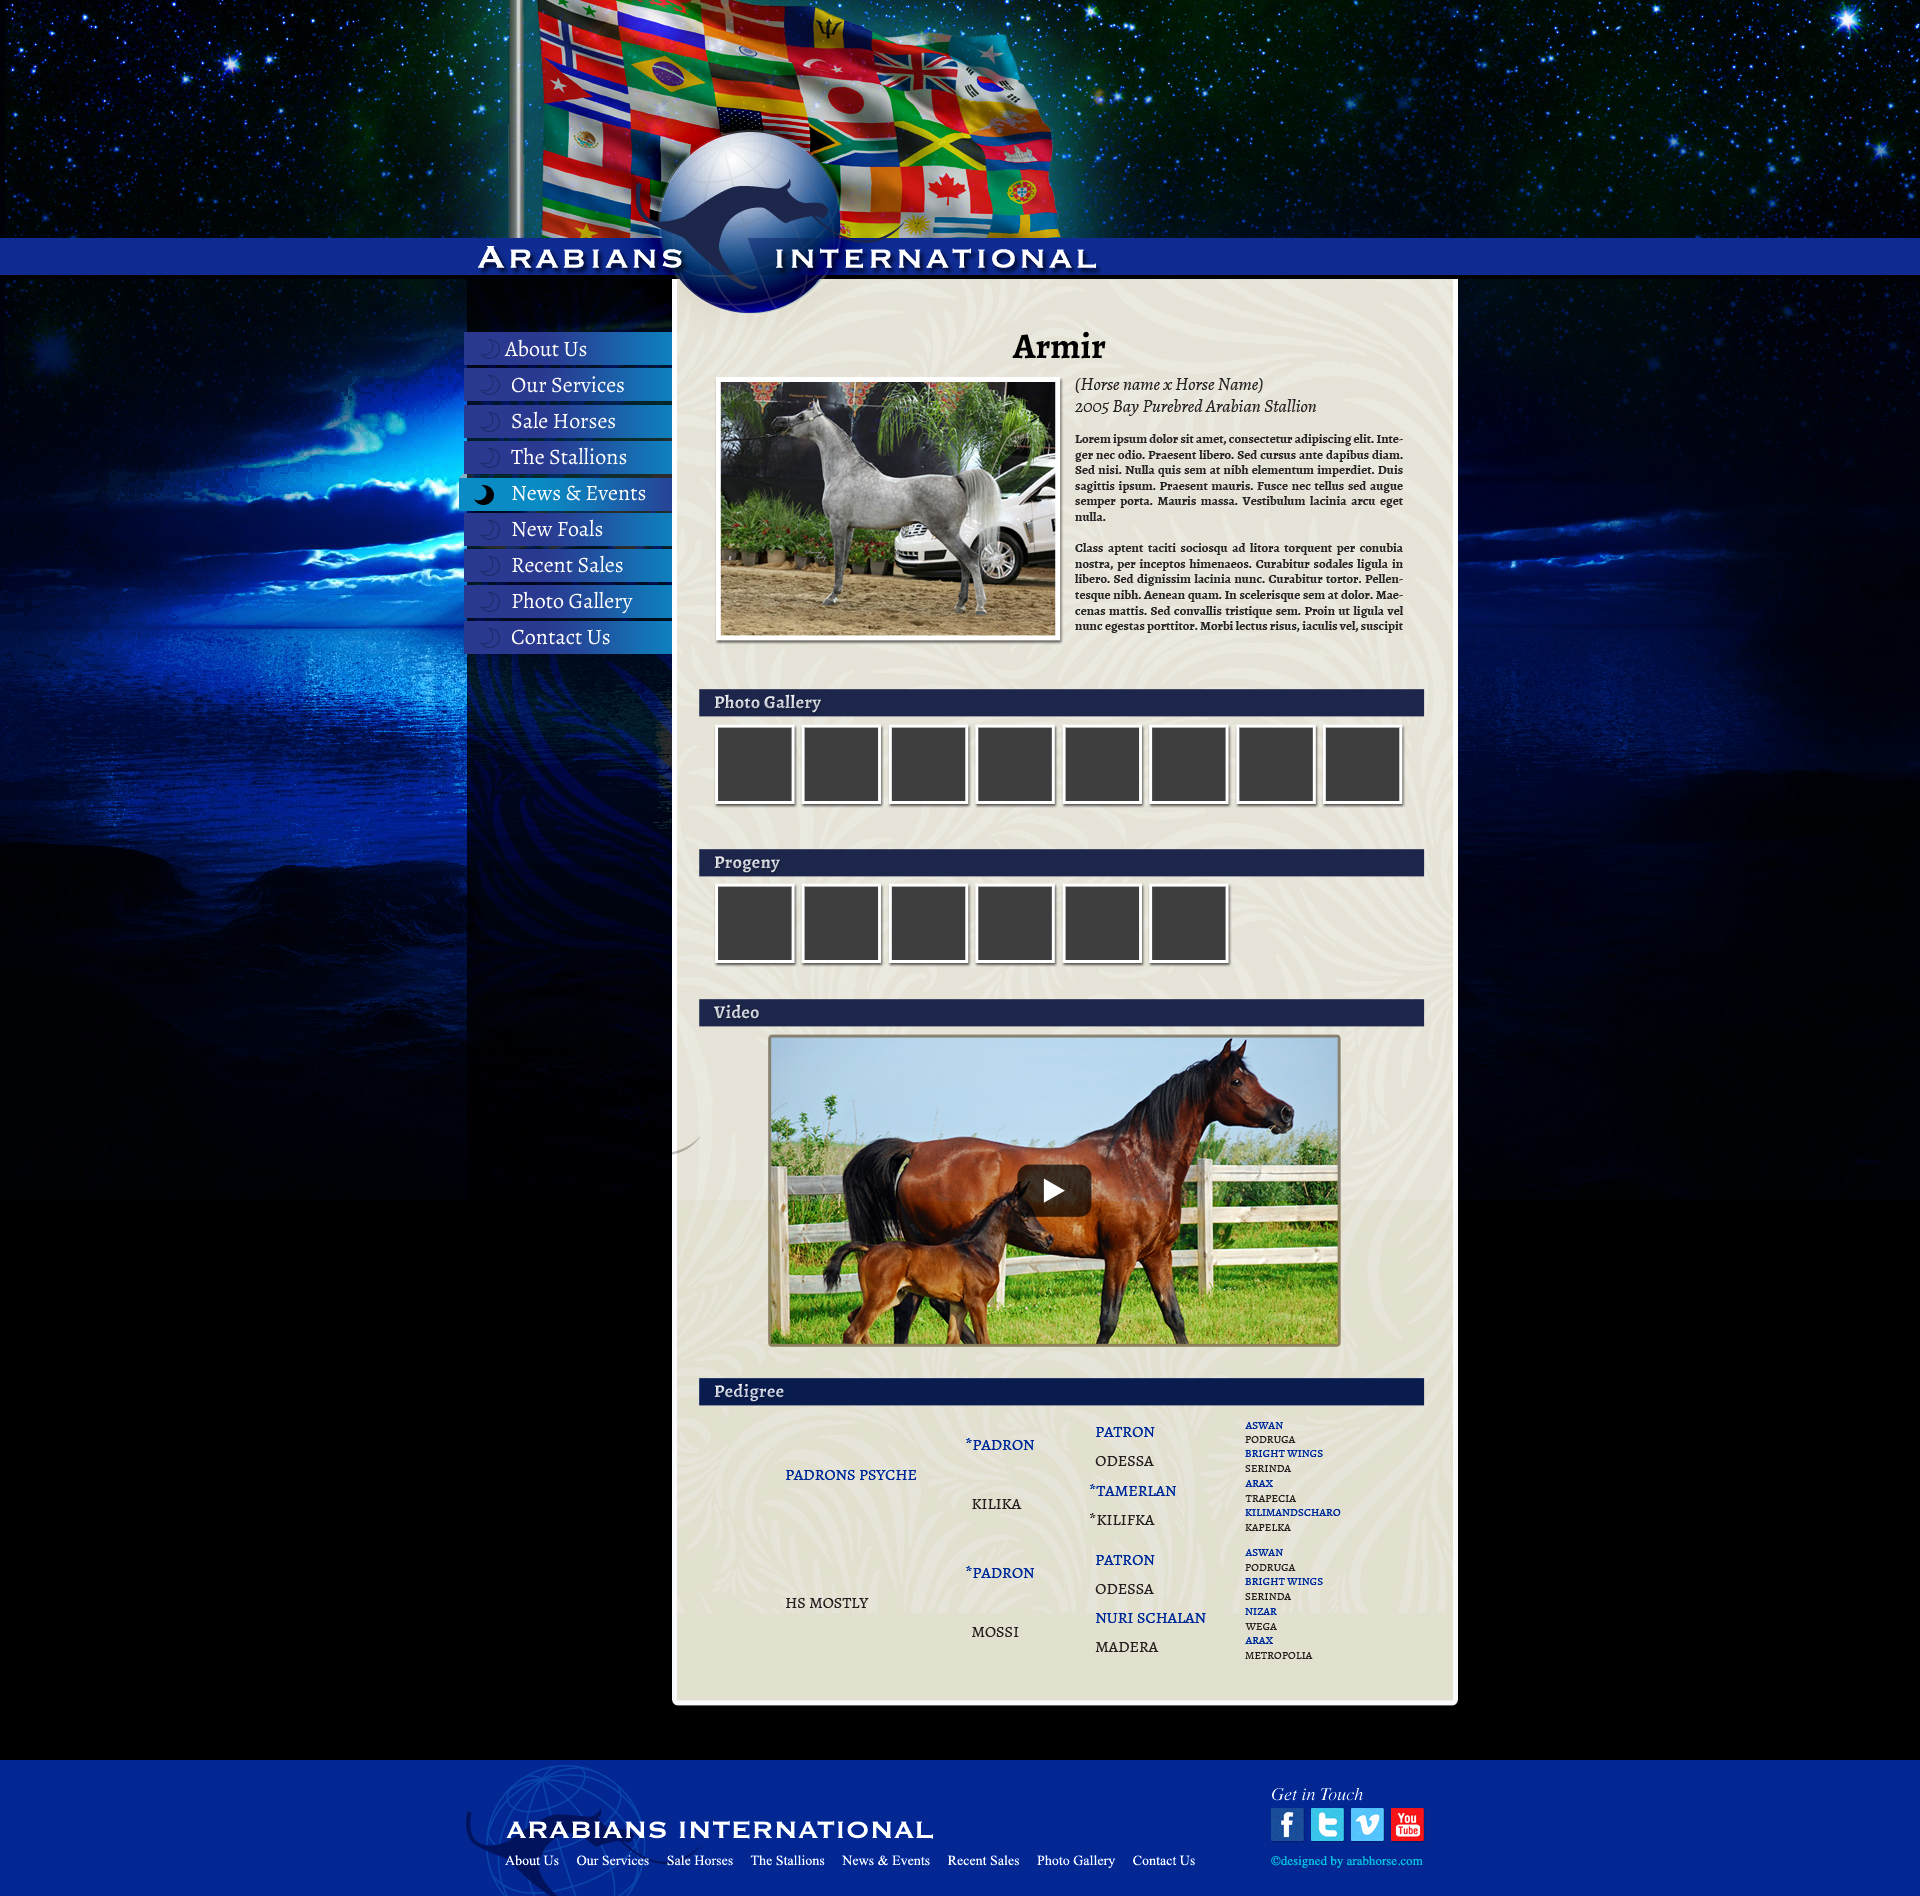 ARABIANS INTERNATIONAL
About Us
Our Services
Sale Horses
The Stallions
News & Events
New Foals
Recent Sales
Photo Gallery
Contact Us
Armir
(Horse name x Horse Name)
2005 Bay Purebred Arabian Stallion
Lorem ipsum dolor sit amet, consectetur adipiscing elit. Inte-
ger nec odio. Praesent libero. Sed cursus ante dapibus diam.
Sed nisi. Nulla quis sem at nibh elementum imperdiet. Duis
sagittis ipsum. Praesent mauris. Fusce nec tellus sed augue
semper porta. Mauris massa. Vestibulum lacinia arcu eget
nulla.
Class aptent taciti sociosqu ad litora torquent per conubia
nostra, per inceptos himenaeos. Curabitur sodales ligula in
libero. Sed dignissim lacinia nunc. Curabitur tortor. Pellen-
tesque nibh. Aenean quam. In scelerisque sem at dolor. Mae-
cenas mattis. Sed convallis tristique sem. Proin ut ligula vel
nunc egestas porttitor. Morbi lectus risus, iaculis vel, suscipit
Photo Gallery
Progeny
Video
Pedigree
PADRONS PSYCHE
*PADRON
KILIKA
PATRON
ODESSA
*TAMERLAN
*KILIFKA
ASWAN
PODRUGA
BRIGHT WINGS
SERINDA
ARAX
TRAPECIA
KILIMANDSCHARO
KAPELKA
HS MOSTLY
*PADRON
MOSSI
PATRON
ODESSA
NURI SCHALAN
MADERA
ASWAN
PODRUGA
BRIGHT WINGS
SERINDA
NIZAR
WEGA
ARAX
METROPOLIA
ARABIANS INTERNATIONAL
About Us Our Services Sale Horses The Stallions News & Events Recent Sales Photo Gallery Contact Us
Get in Touch
You Tube
©designed by arabhorse.com